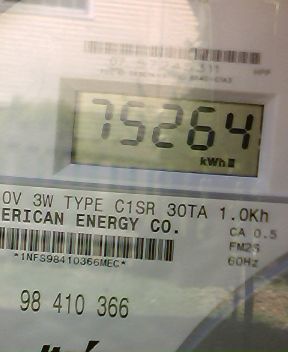 75264
kWh
0V 3W TYPE C1SR 30TA 1.0Kh
ERICAN ENERGY CO.
CA 0.5
FM2S
60Hz
*1NFS98410366MEC*
98 410 366